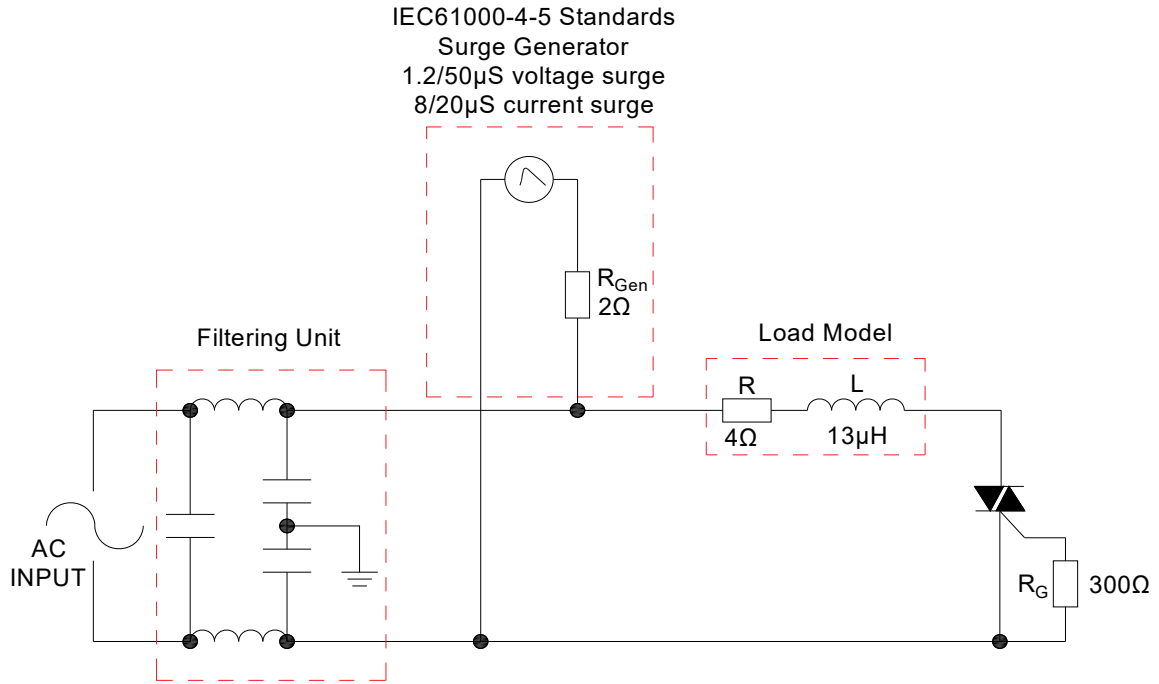 IEC61000-4-5 Standards
Surge Generator
1.2/50µS voltage surge
8/20µS current surge
RGen
2Ω
Filtering Unit
Load Model
R
L
4Ω
13µH
AC
INPUT
RG
300Ω